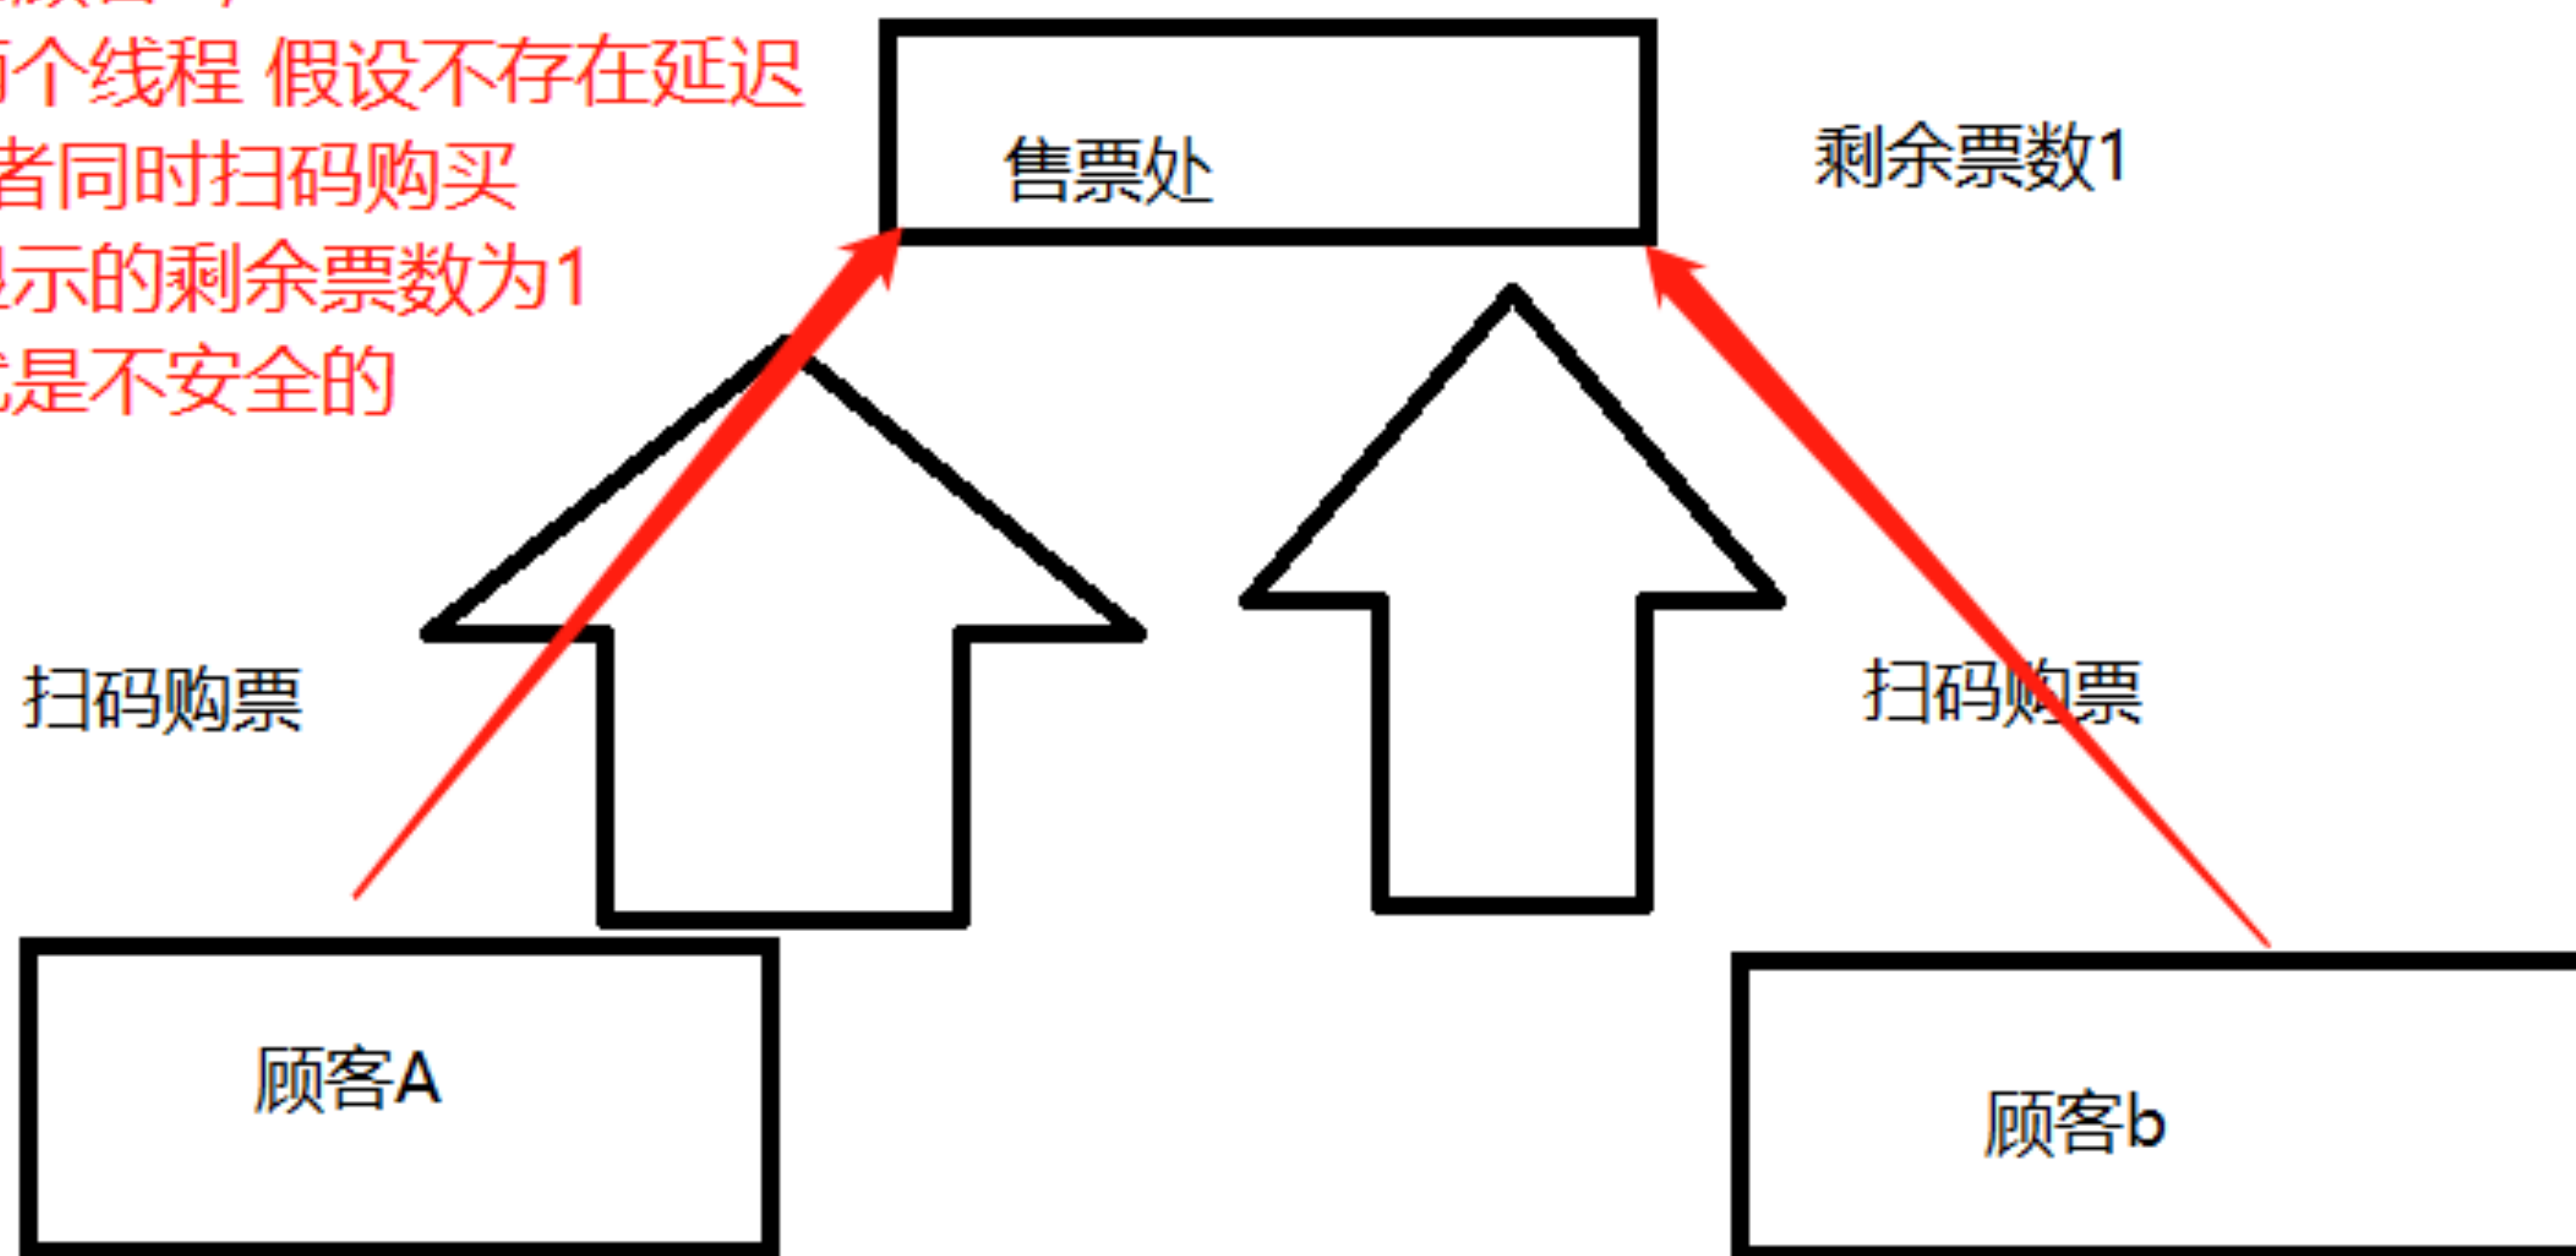 个线程 假设不存在延迟
者同时扫码购买
示的剩余票数为1
是不安全的
售票处
剩余票数1
扫码购票
扫码购票
顾客A
顾客b